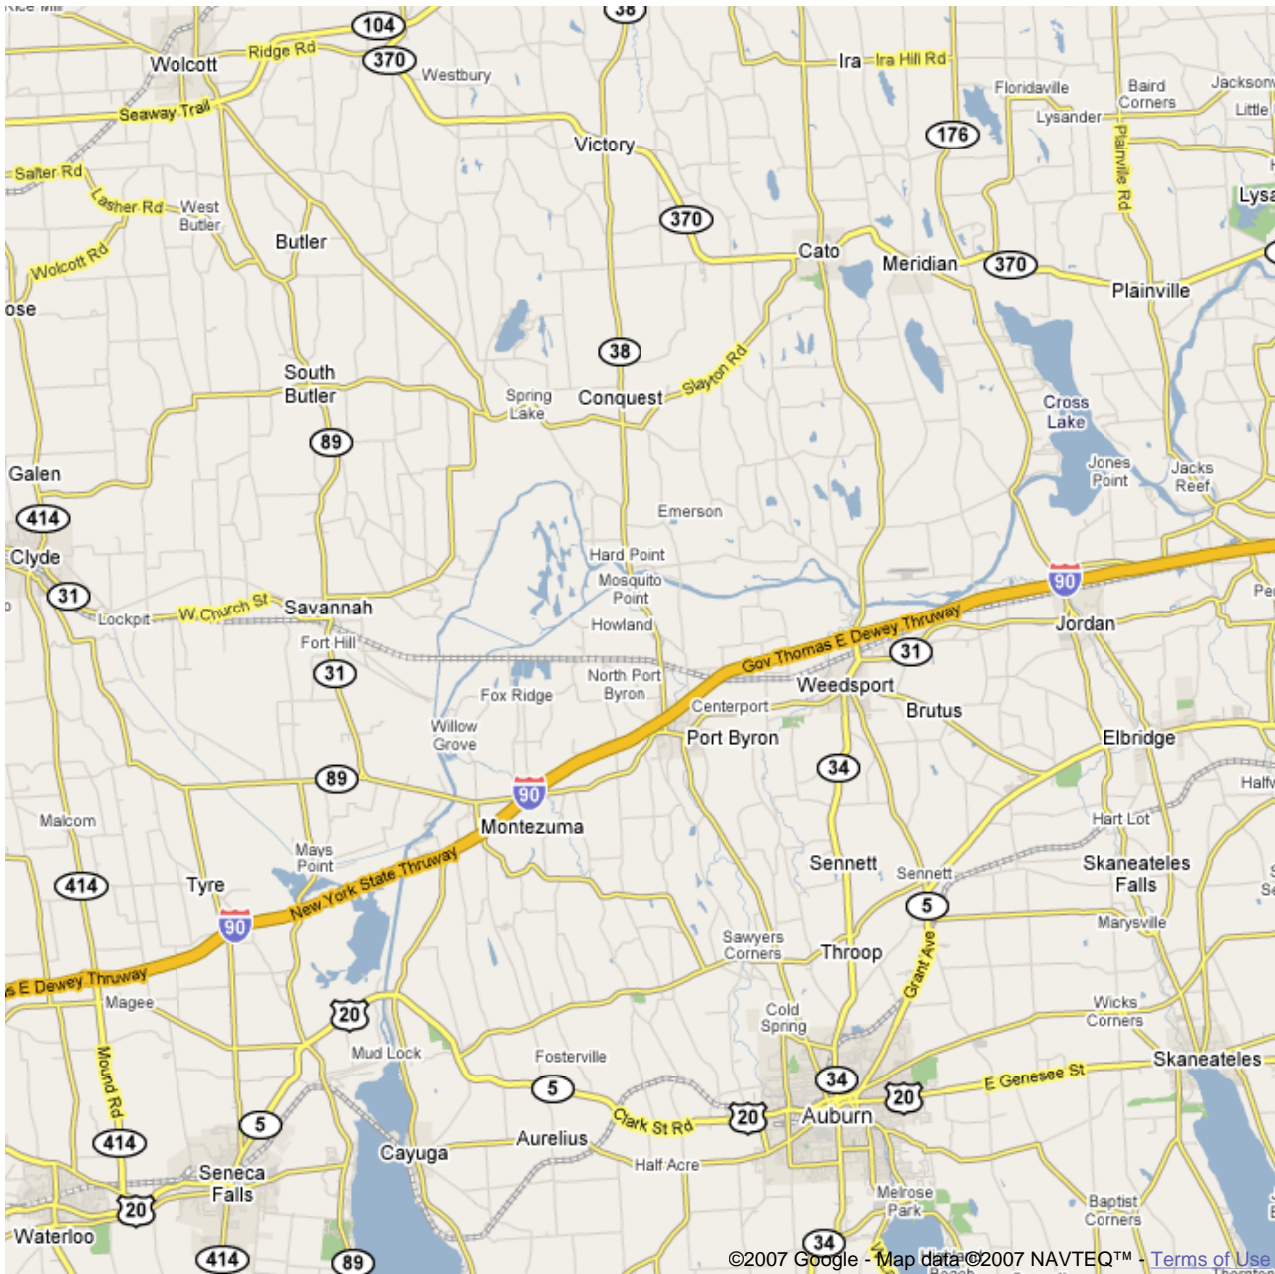 38
104
Ridge Rd
Wolcott
370
Westbury
Ira
Ira Hill Rd
Floridaville
Baird
Corners
Lysander
Seaway Trail
Victory
176
Plainville Rd
Salter Rd
Lasher Rd
West
Butler
370
Butler
Cato
Meridian
370
Wolcott Rd
Plainville
38
Slayton Rd
South
Butler
Spring
Lake
Conquest
Cross
Lake
89
Galen
Jones
Point
Jacks
Reef
414
Emerson
Clyde
Hard Point
Mosquito
Point
90
31
Lockpit
W Church St
Savannah
Howland
Gov Thomas E Dewey Thruway
Jordan
Fort Hill
31
31
North Port
Byron
Fox Ridge
Weedsport
Centerport
Brutus
Willow
Grove
Port Byron
Elbridge
89
90
34
Malcom
Montezuma
Hart Lot
Mays
Point
New York State Thruway
Tyre
414
Sennett
Sennett
Skaneateles
Falls
90
5
Marysville
Sawyers
Corners
Throop
Grant Ave
s E Dewey Thruway
Magee
20
Cold
Spring
Wicks
Corners
Mud Lock
Fosterville
Mound Rd
5
34
20
E Genesee St
Skaneateles
Clark St Rd
20
Auburn
5
414
Cayuga
Aurelius
Half Acre
Seneca
Falls
20
Melrose
Park
Baptist
Corners
Waterloo
414
89
34
©2007 Google - Map data ©2007 NAVTEQ™ - Terms of Use